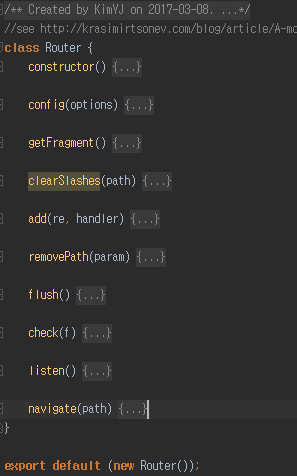 /** Created by KimYJ on 2017-03-08. ...*/
//see http://krasimirtsonev.com/blog/article/A-mo
class Router {
constructor() {...}
config(options) {...}
getFragment() {...}
clearSlashes(path) {...}
add(re, handler) {...}
removePath(param) {...}
flush() {...}
check(f) {...}
listen() {...}
navigate(path) {...}
}
export default (new Router());